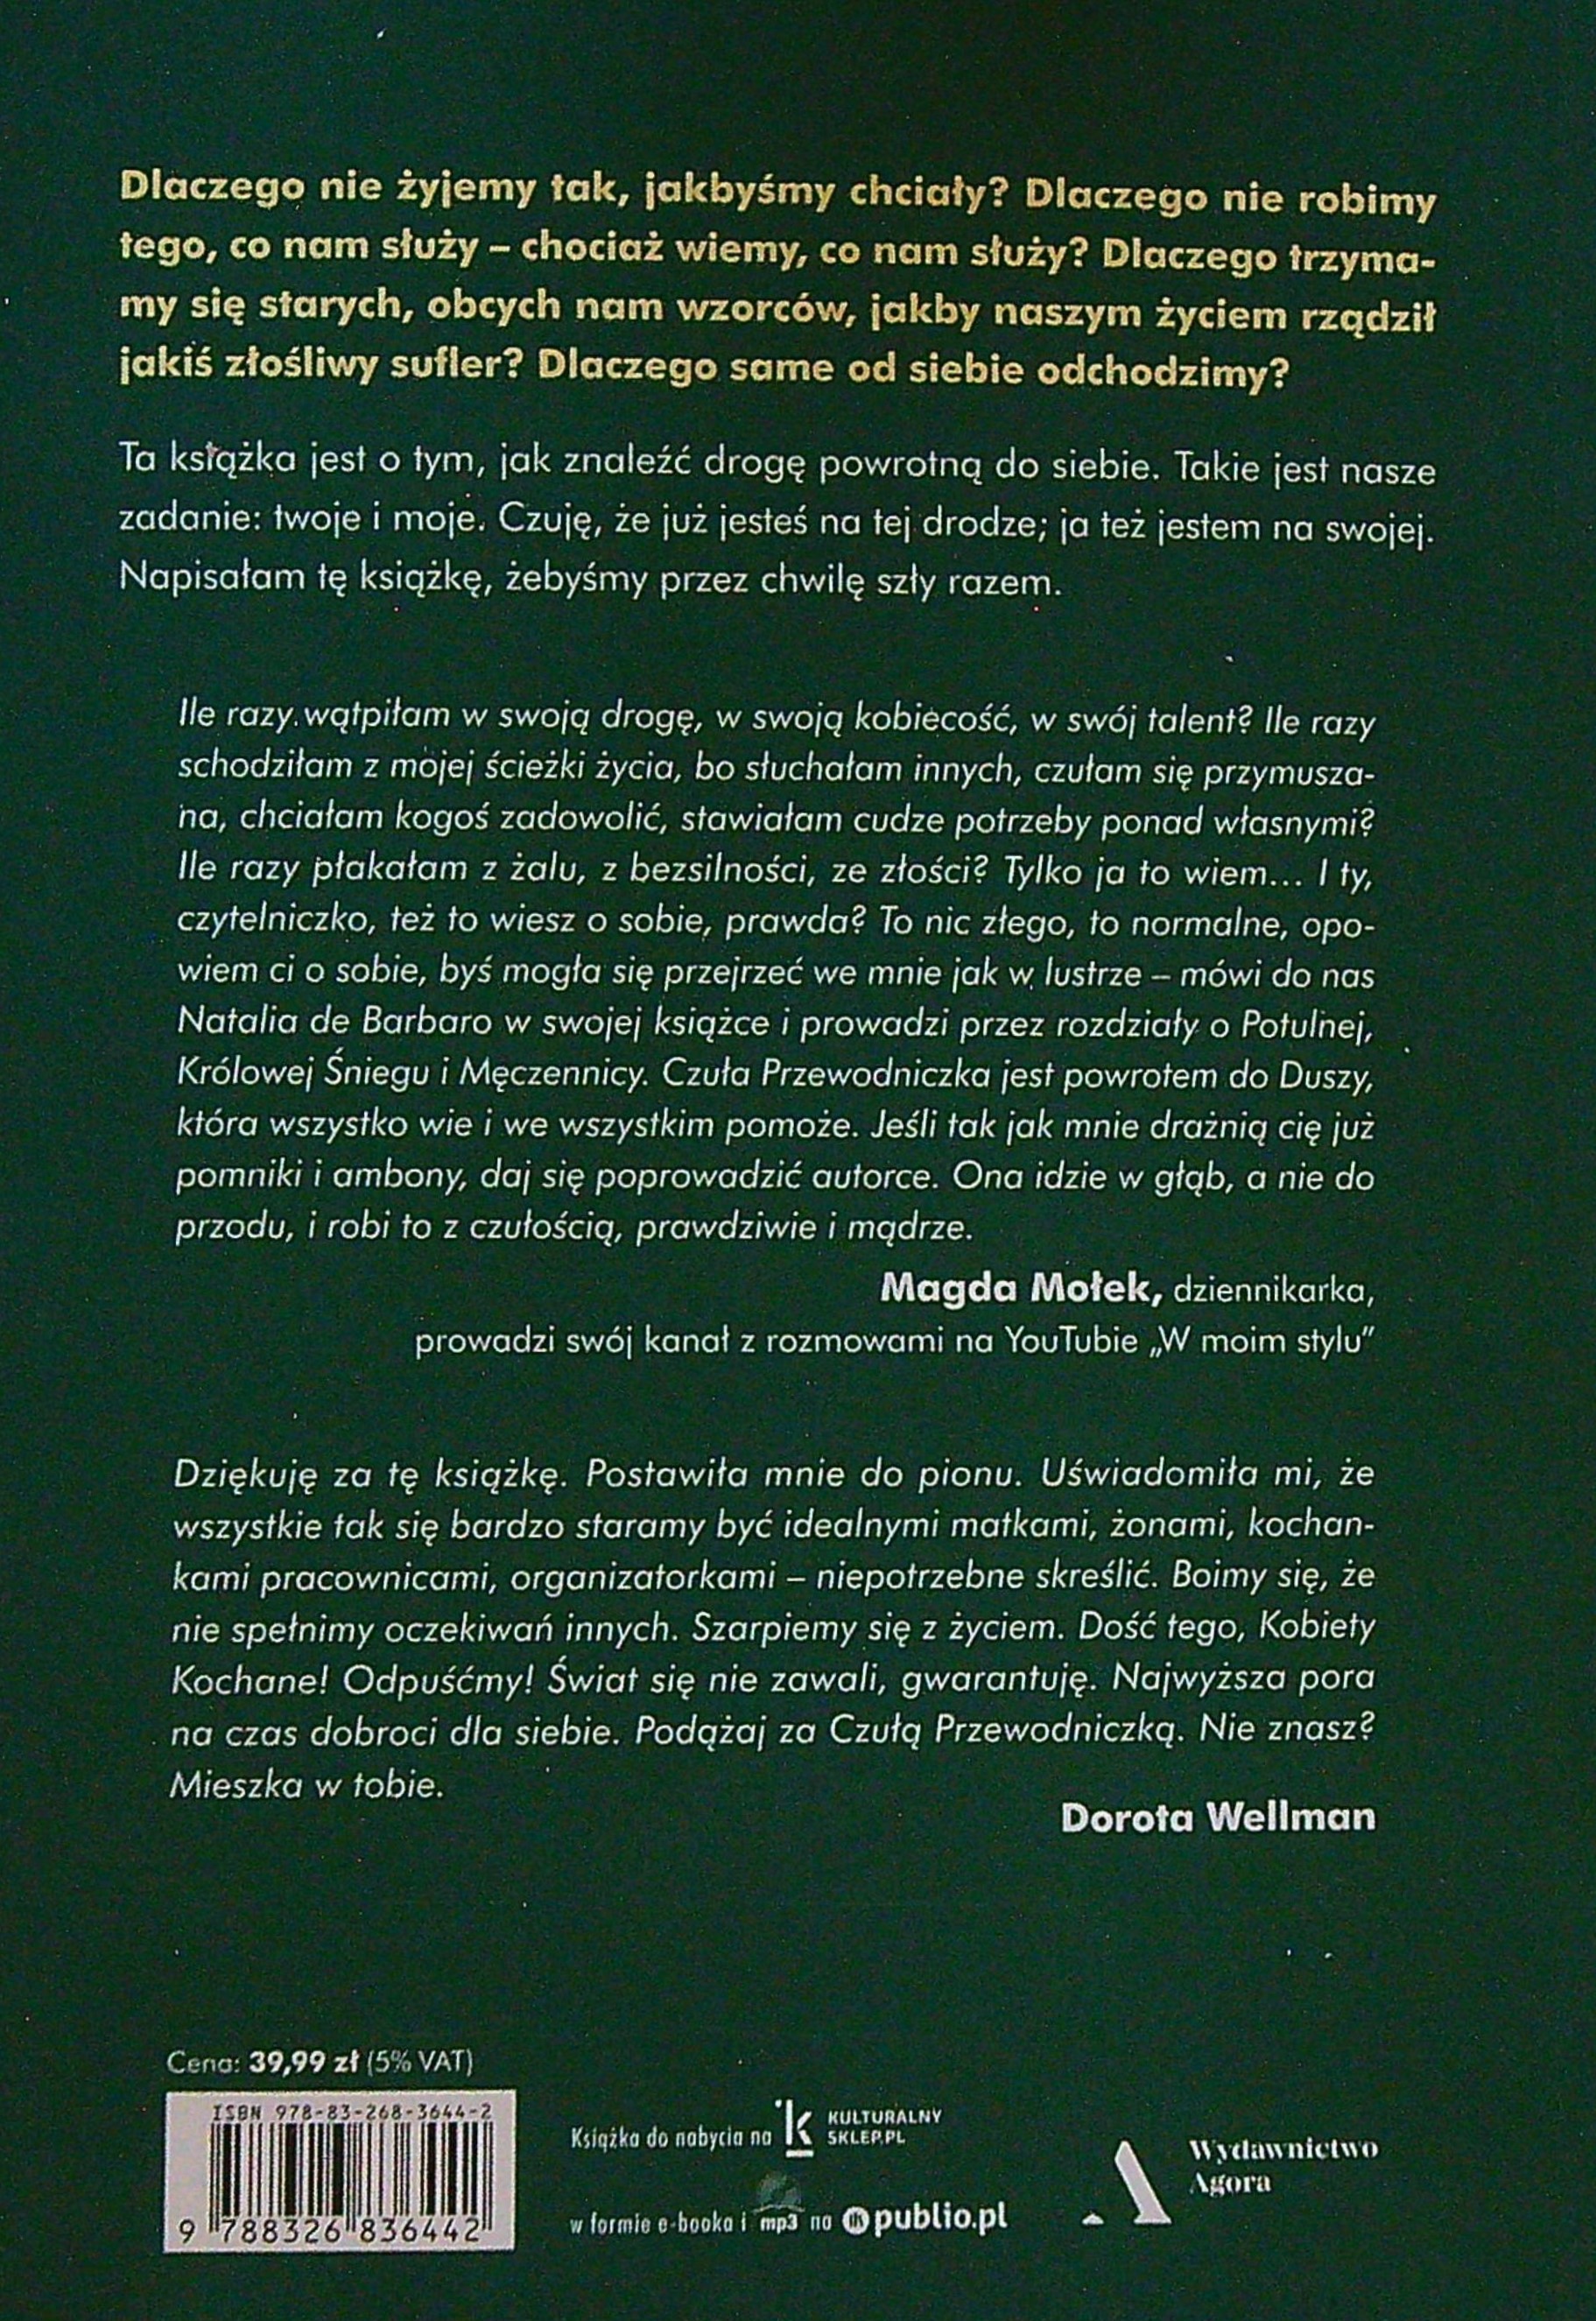 Dlaczego nie żyjemy tak, jakbyśmy chciały? Dlaczego nie robimy
tego, co nam służy – chociaż wiemy, co nam służy? Dlaczego trzyma-
my się starych, obcych nam wzorców, jakby naszym życiem rządził
jakiś złośliwy sufler? Dlaczego same od siebie odchodzimy?
Ta książka jest o tym, jak znaleźć drogę powrotną do siebie. Takie jest nasze
zadanie: twoje i moje. Czuję, że już jesteś na tej drodze; ja też jestem na swojej.
Napisałam tę książkę, żebyśmy przez chwilę szły razem.
Ile razy wątpiłam w swoją drogę, w swoją kobiecość, w swój talent? Ile razy
schodziłam z mojej ścieżki życia, bo słuchałam innych, czułam się przymusza-
na, chciałam kogoś zadowolić, stawiałam cudze potrzeby ponad własnymi?
Ile razy płakałam z żalu, z bezsilności, ze złości? Tylko ja to wiem... I ty,
czytelniczko, też to wiesz o sobie, prawda? To nic złego, to normalne, opo-
wiem ci o sobie, byś mogła się przejrzeć we mnie jak w lustrze – mówi do nas
Natalia de Barbaro w swojej książce i prowadzi przez rozdziały o Potulnej,
Królowej Śniegu i Męczennicy. Czuła Przewodniczka jest powrotem do Duszy,
która wszystko wie i we wszystkim pomoże. Jeśli tak jak mnie drażnią cię już
pomniki i ambony, daj się poprowadzić autorce. Ona idzie w głąb, a nie do
przodu, i robi to z czułością, prawdziwie i mądrze.
Magda Mołek, dziennikarka,
prowadzi swój kanał z rozmowami na YouTubie „W moim stylu”
Dziękuję za tę książkę. Postawiła mnie do pionu. Uświadomiła mi, że
wszystkie tak się bardzo staramy być idealnymi matkami, żonami, kochan-
kami pracownicami, organizatorkami – niepotrzebne skreślić. Boimy się, że
nie spełnimy oczekiwań innych. Szarpiemy się z życiem. Dość tego, Kobiety
Kochane! Odpuśćmy! Świat się nie zawali, gwarantuję. Najwyższa pora
na czas dobroci dla siebie. Podążaj za Czułą Przewodniczką. Nie znasz?
Mieszka w tobie.
Dorota Wellman
Cena: 39,99 zł (5% VAT)
ISBN 978-83-268-3644-2
9 788326 836442
Książka do nabycia na k KULTURALNY
SKLEP.PL
w formie e-booka i mp3 na publio.pl
Wydawnictwo
Agora